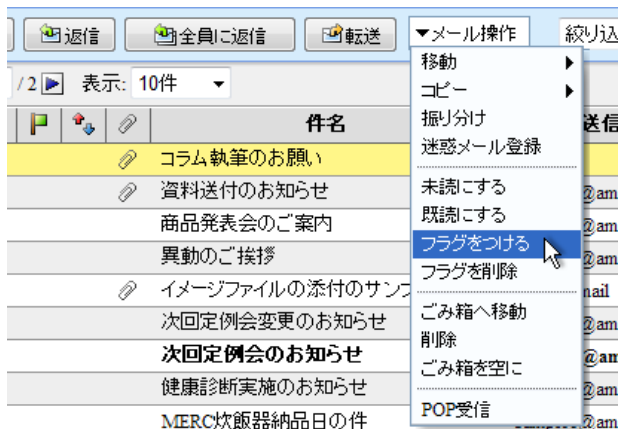 返信 全員に返信 転送 ▼メール操作 絞り込
/2 表示: 10件
移動
コピー
振り分け
迷惑メール登録
未読にする
既読にする
フラグをつける
フラグを削除
ごみ箱へ移動
削除
ごみ箱を空に
POP受信
件名 送信
コラム執筆のお願い
資料送付のお知らせ @am
商品発表会のご案内 @am
異動のご挨拶 @am
イメージファイルの添付のサンプ mail
次回定例会変更のお知らせ @am
次回定例会のお知らせ @am
健康診断実施のお知らせ @am
MERC炊飯器納品日の件 @am